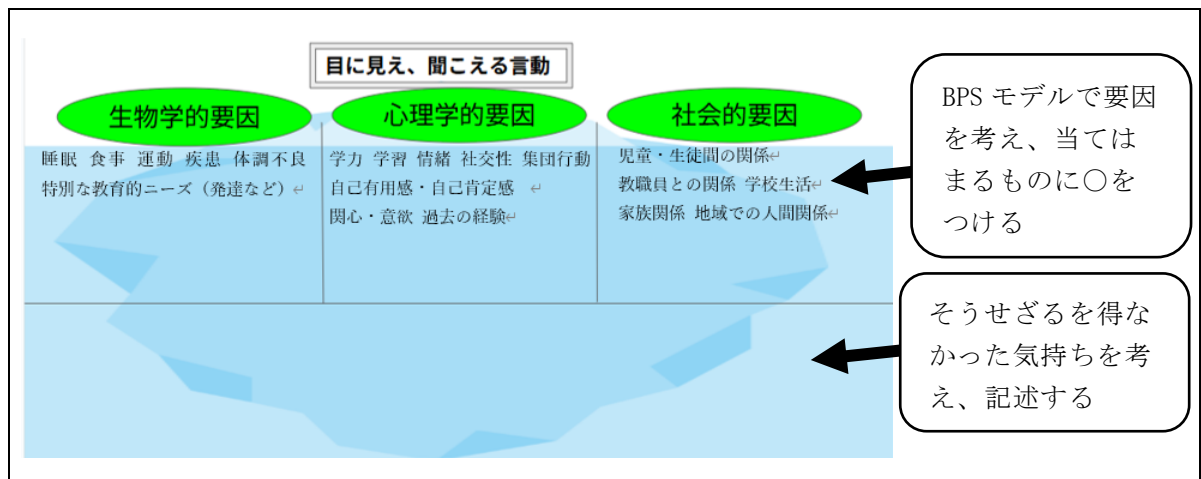 目に見え、聞こえる言動
生物学的要因
睡眠 食事 運動 疾患 体調不良
特別な教育的ニーズ（発達など）↵
心理学的要因
学力 学習 情緒 社交性 集団行動
自己有用感・自己肯定感 ↵
関心・意欲 過去の経験↵
社会的要因
児童・生徒間の関係↵
教職員との関係 学校生活↵
家族関係 地域での人間関係↵
BPS モデルで要因
を考え、当ては
まるものに○を
つける
そうせざるを得な
かった気持ちを考
え、記述する